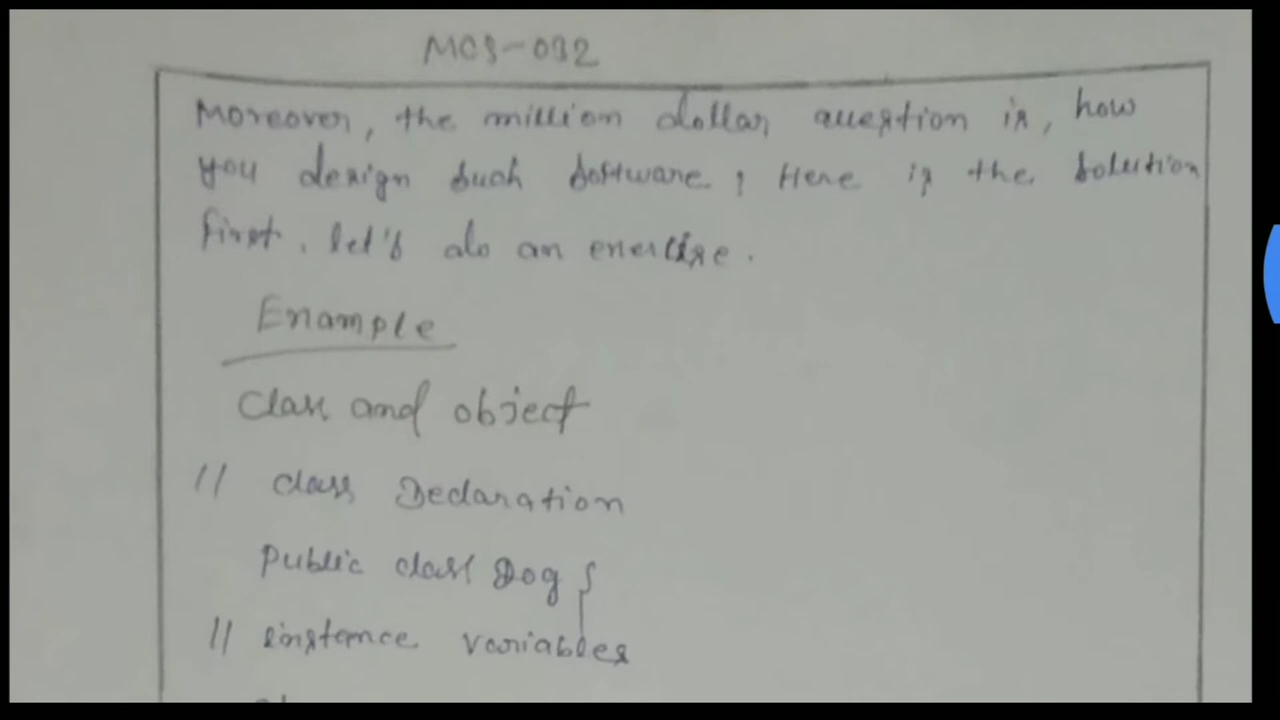 MCS-032
Moreover, the million dollar question is, how
you design such software; Here is the solution
first. let's do an exercise.
Example
Class and object
// class Declaration
public class Dog {
// instance variables